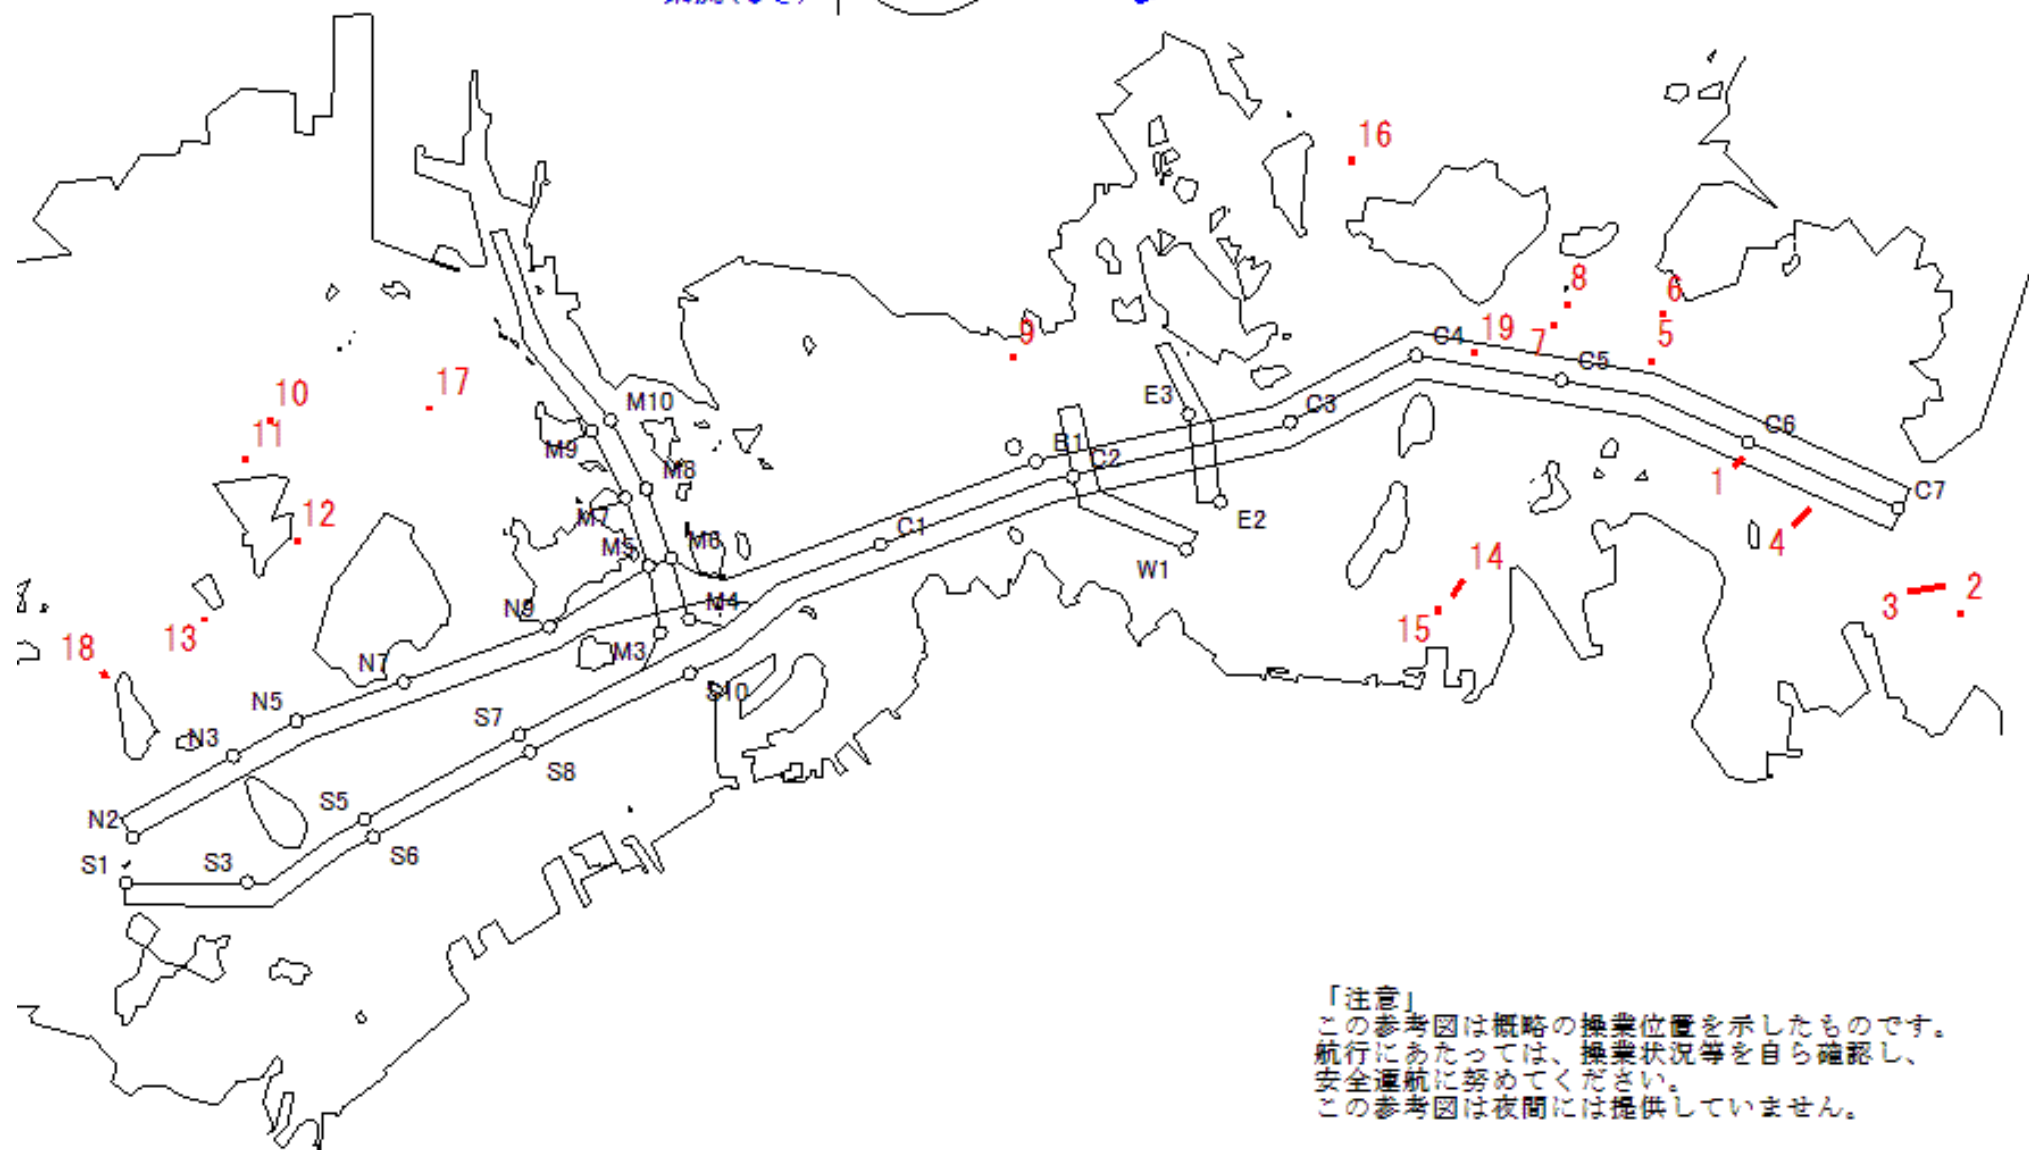 16
8
6
C4
19
7
5
C5
9
10
17
11
M10
E3
C3
C6
M9
B1
C2
M8
1
C7
12
M7
E2
C1
4
M5
M6
W1
14
2
3
N9
M4
15
13
18
M3
N7
S10
N5
S7
N3
S8
N2
S5
S1
S3
S6
「注意」
この参考図は概略の操業位置を示したものです。
航行にあたっては、操業状況等を自ら確認し、
安全運航に努めてください。
この参考図は夜間には提供していません。